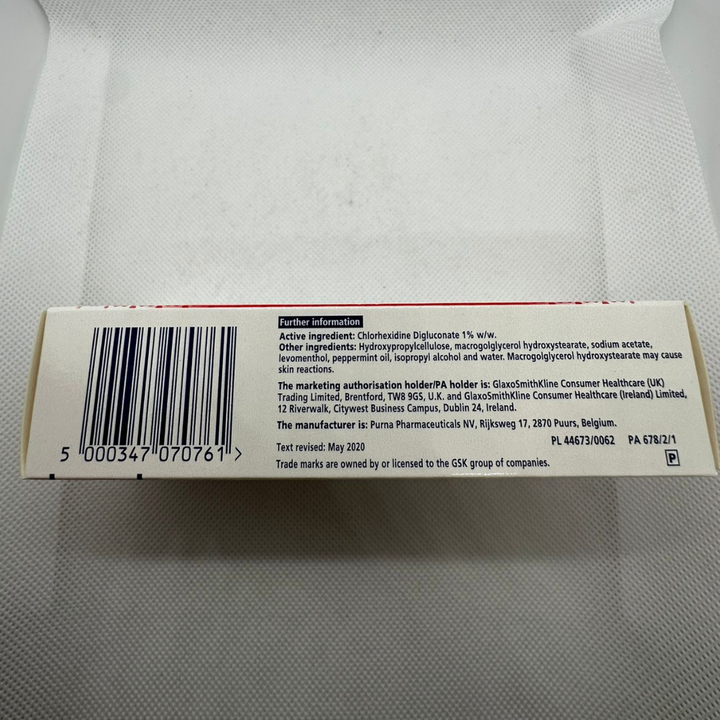 Further information
Active ingredient: Chlorhexidine Digluconate 1% w/w.
Other ingredients: Hydroxypropylcellulose, macrogolglycerol hydroxystearate, sodium acetate,
levomenthol, peppermint oil, isopropyl alcohol and water. Macrogolglycerol hydroxystearate may cause
skin reactions.
The marketing authorisation holder/PA holder is: GlaxoSmithKline Consumer Healthcare (UK)
Trading Limited, Brentford, TW8 9GS, U.K. and GlaxoSmithKline Consumer Healthcare (Ireland) Limited,
12 Riverwalk, Citywest Business Campus, Dublin 24, Ireland.
The manufacturer is: Purna Pharmaceuticals NV, Rijksweg 17, 2870 Puurs, Belgium.
PL 44673/0062 PA 678/2/1
Text revised: May 2020
Trade marks are owned by or licensed to the GSK group of companies.
P
5 000347 070761 >